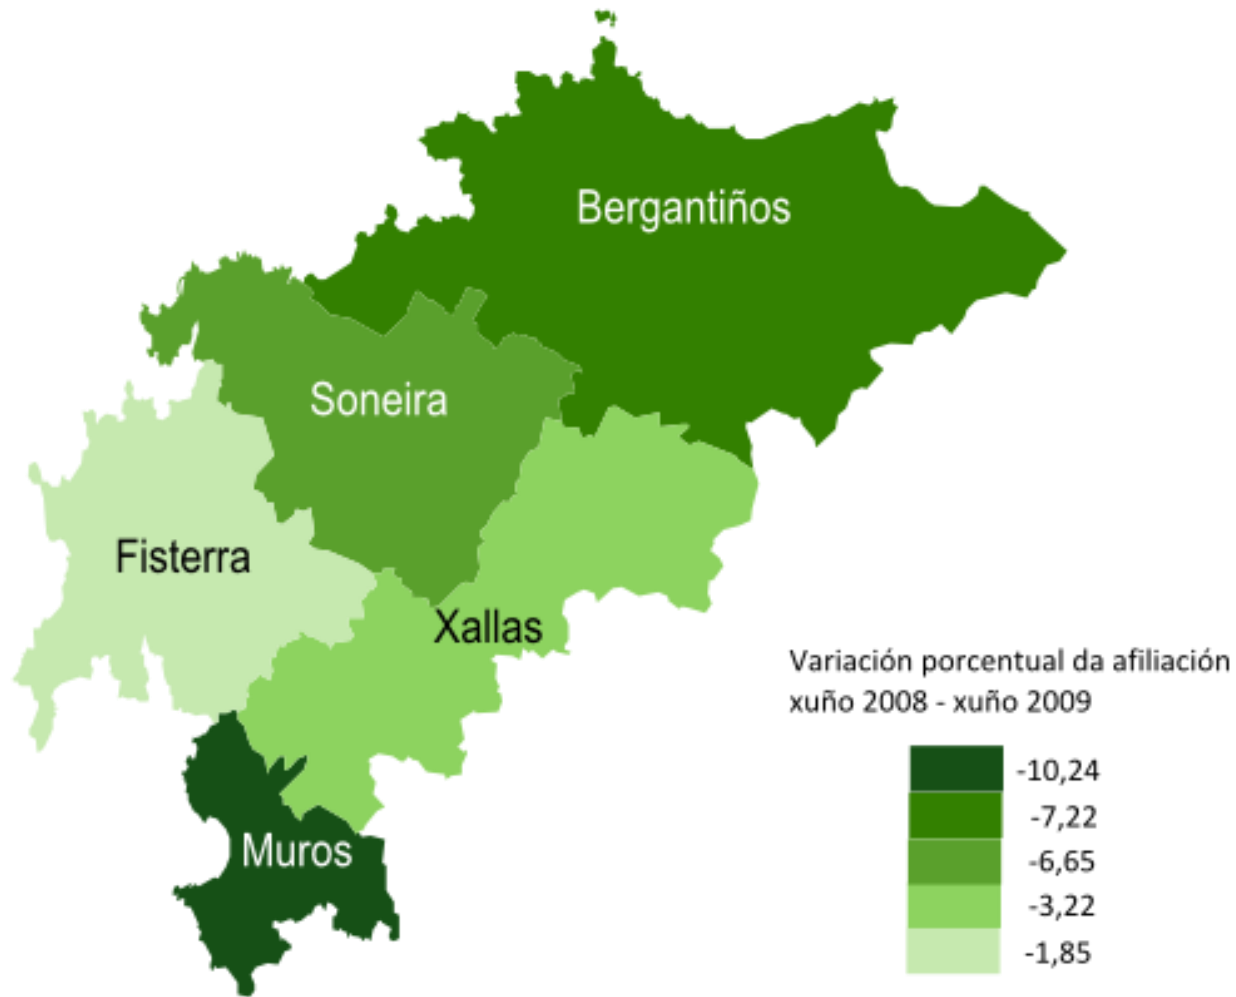 Bergantiños
Soneira
Fisterra
Xallas
Muros
Variación porcentual da afiliación
xuño 2008 - xuño 2009
-10,24
-7,22
-6,65
-3,22
-1,85